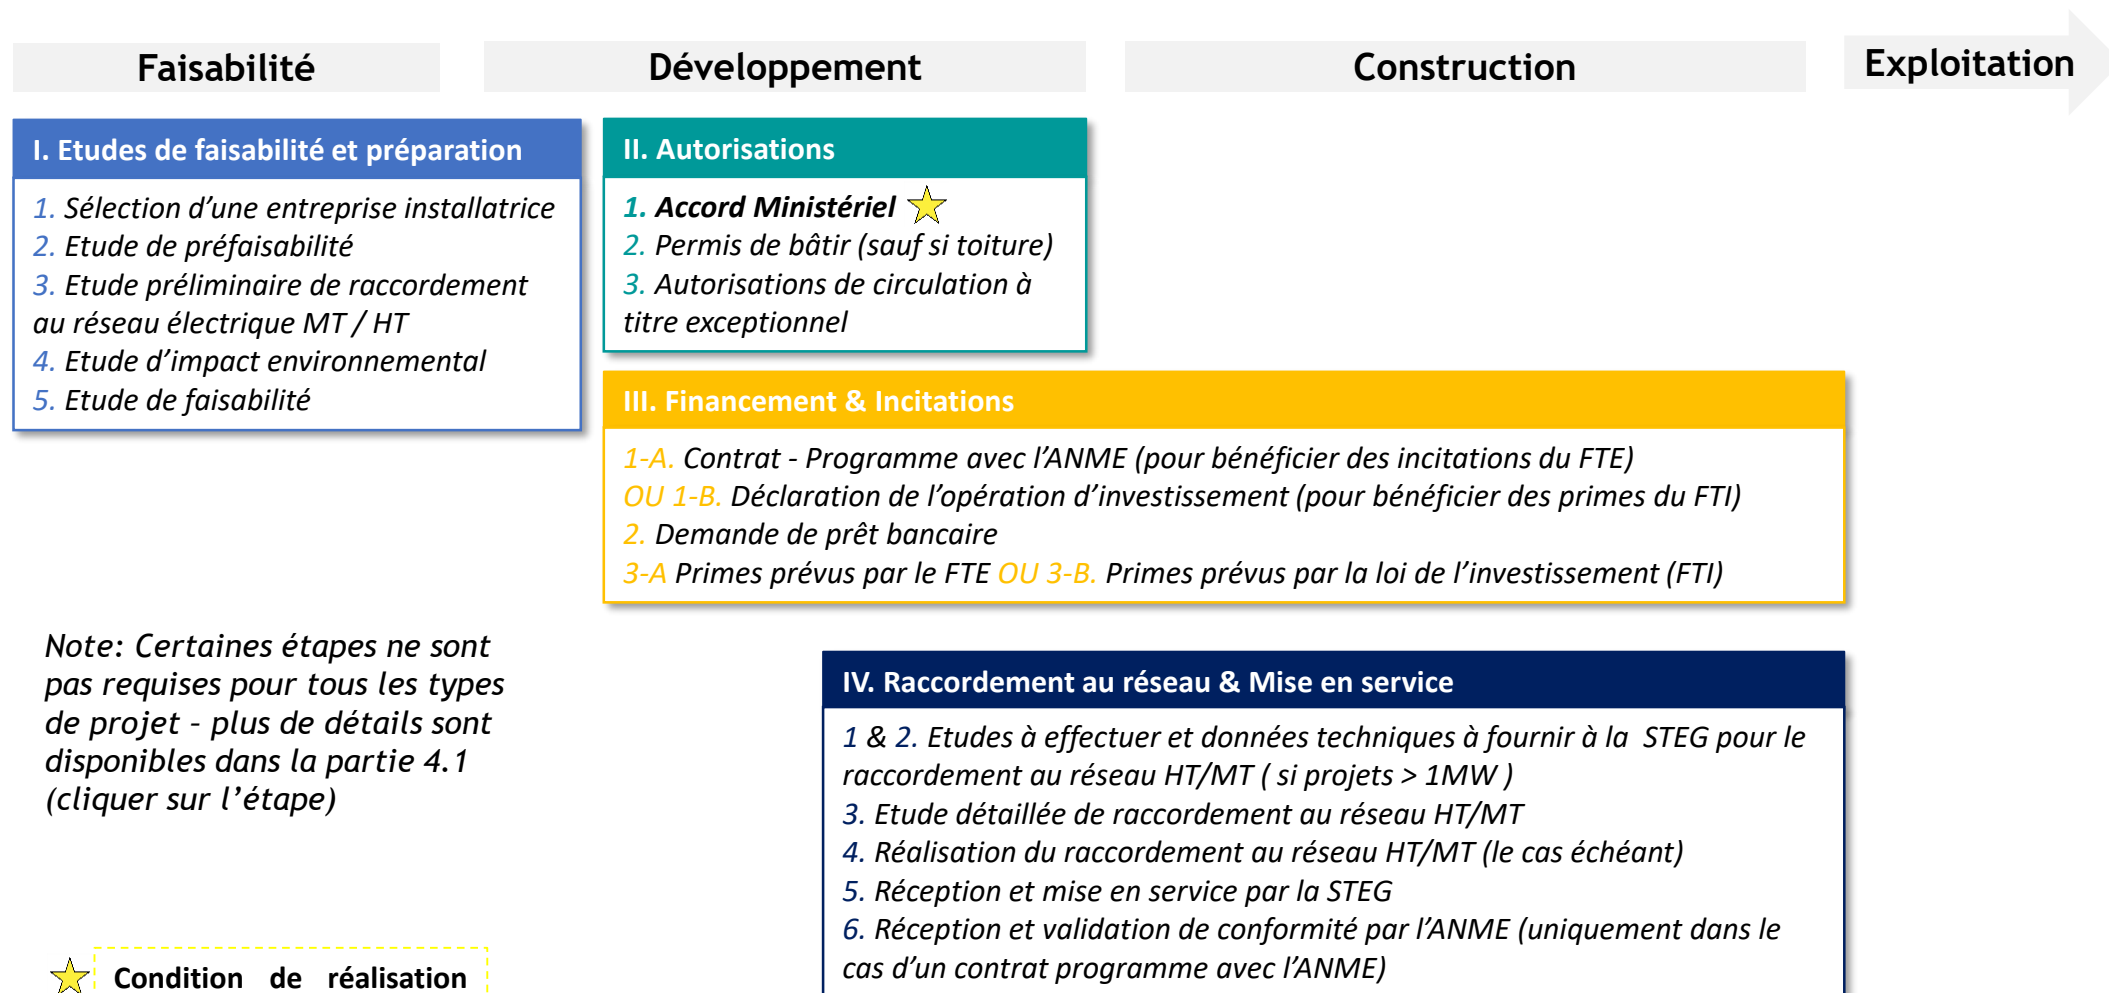 Faisabilité
Développement
Construction
Exploitation
I. Etudes de faisabilité et préparation
1. Sélection d’une entreprise installatrice
2. Etude de préfaisabilité
3. Etude préliminaire de raccordement
au réseau électrique MT / HT
4. Etude d’impact environnemental
5. Etude de faisabilité
II. Autorisations
1. Accord Ministériel
2. Permis de bâtir (sauf si toiture)
3. Autorisations de circulation à
titre exceptionnel
III. Financement & Incitations
1-A. Contrat - Programme avec l’ANME (pour bénéficier des incitations du FTE)
OU 1-B. Déclaration de l’opération d’investissement (pour bénéficier des primes du FTI)
2. Demande de prêt bancaire
3-A Primes prévus par le FTE OU 3-B. Primes prévus par la loi de l’investissement (FTI)
Note: Certaines étapes ne sont
pas requises pour tous les types
de projet - plus de détails sont
disponibles dans la partie 4.1
(cliquer sur l’étape)
IV. Raccordement au réseau & Mise en service
1 & 2. Etudes à effectuer et données techniques à fournir à la STEG pour le
raccordement au réseau HT/MT ( si projets > 1MW )
3. Etude détaillée de raccordement au réseau HT/MT
4. Réalisation du raccordement au réseau HT/MT (le cas échéant)
5. Réception et mise en service par la STEG
6. Réception et validation de conformité par l’ANME (uniquement dans le
cas d’un contrat programme avec l’ANME)
Condition de réalisation